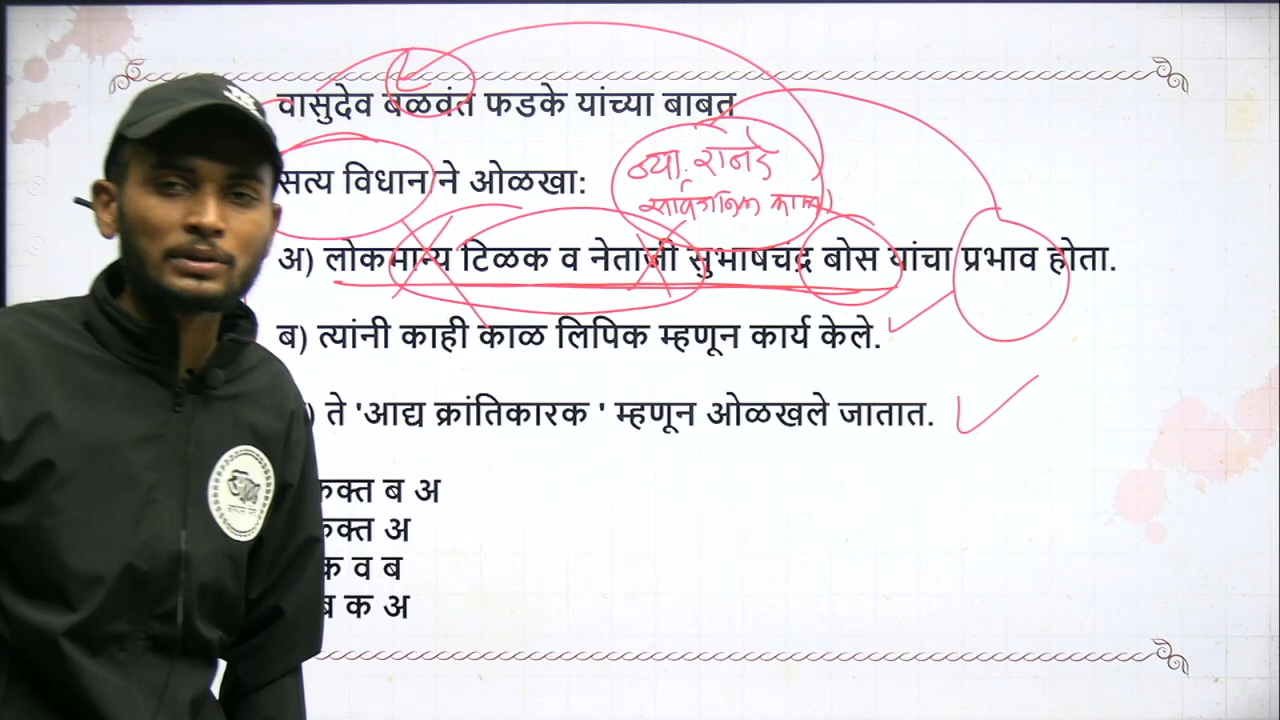 वासुदेव बळवंत फडके यांच्या बाबत
सत्य विधान ने ओळखा:
न्या. रानडे
सार्वजनिक
अ) लोकमान्य टिळक व नेताजी सुभाषचंद्र बोस यांचा प्रभाव होता.
ब) त्यांनी काही काळ लिपिक म्हणून कार्य केले.
) ते 'आद्य क्रांतिकारक ' म्हणून ओळखले जातात.
फक्त ब अ
फक्त अ
क व ब
ब क अ